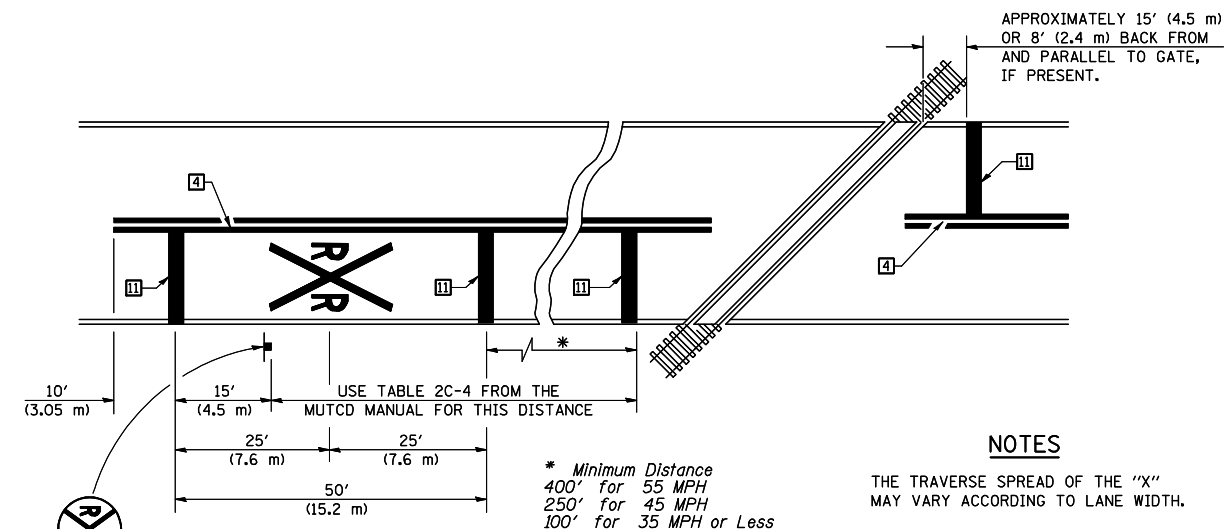 APPROXIMATELY 15' (4.5 m)
OR 8' (2.4 m) BACK FROM
AND PARALLEL TO GATE,
IF PRESENT.
4
11
11
R R
11
11
4
*
10'
(3.05 m)
15'
(4.5 m)
USE TABLE 2C-4 FROM THE
MUTCD MANUAL FOR THIS DISTANCE
25'
(7.6 m)
25'
(7.6 m)
50'
(15.2 m)
* Minimum Distance
400' for 55 MPH
250' for 45 MPH
100' for 35 MPH or Less
NOTES
THE TRAVERSE SPREAD OF THE "X"
MAY VARY ACCORDING TO LANE WIDTH.
R